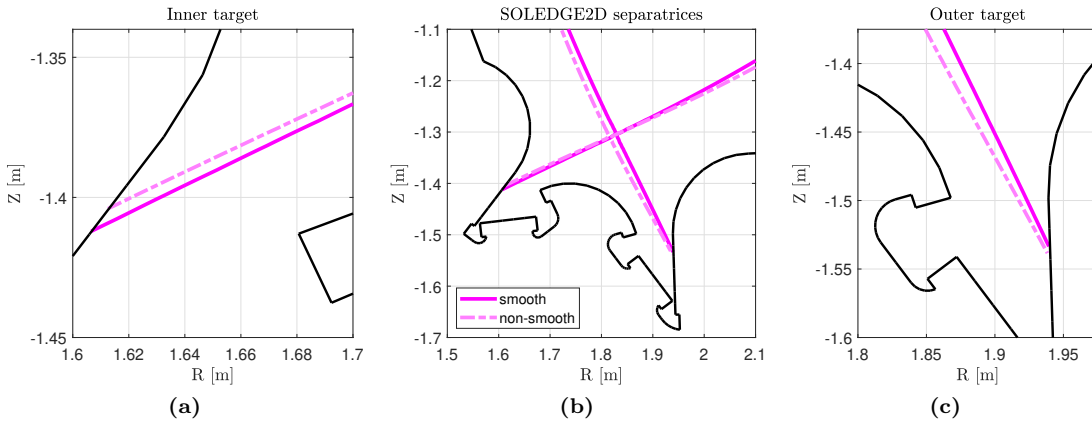 Inner target
-1.35
-1.4
-1.45
Z [m]
1.6
1.62
1.64
1.66
1.68
1.7
R [m]
(a)
SOLEDGE2D separatrices
-1.1
-1.2
-1.3
-1.4
-1.5
-1.6
-1.7
Z [m]
smooth
non-smooth
1.5
1.6
1.7
1.8
1.9
2
2.1
R [m]
(b)
Outer target
-1.4
-1.45
-1.5
-1.55
-1.6
Z [m]
1.8
1.85
1.9
1.95
R [m]
(c)